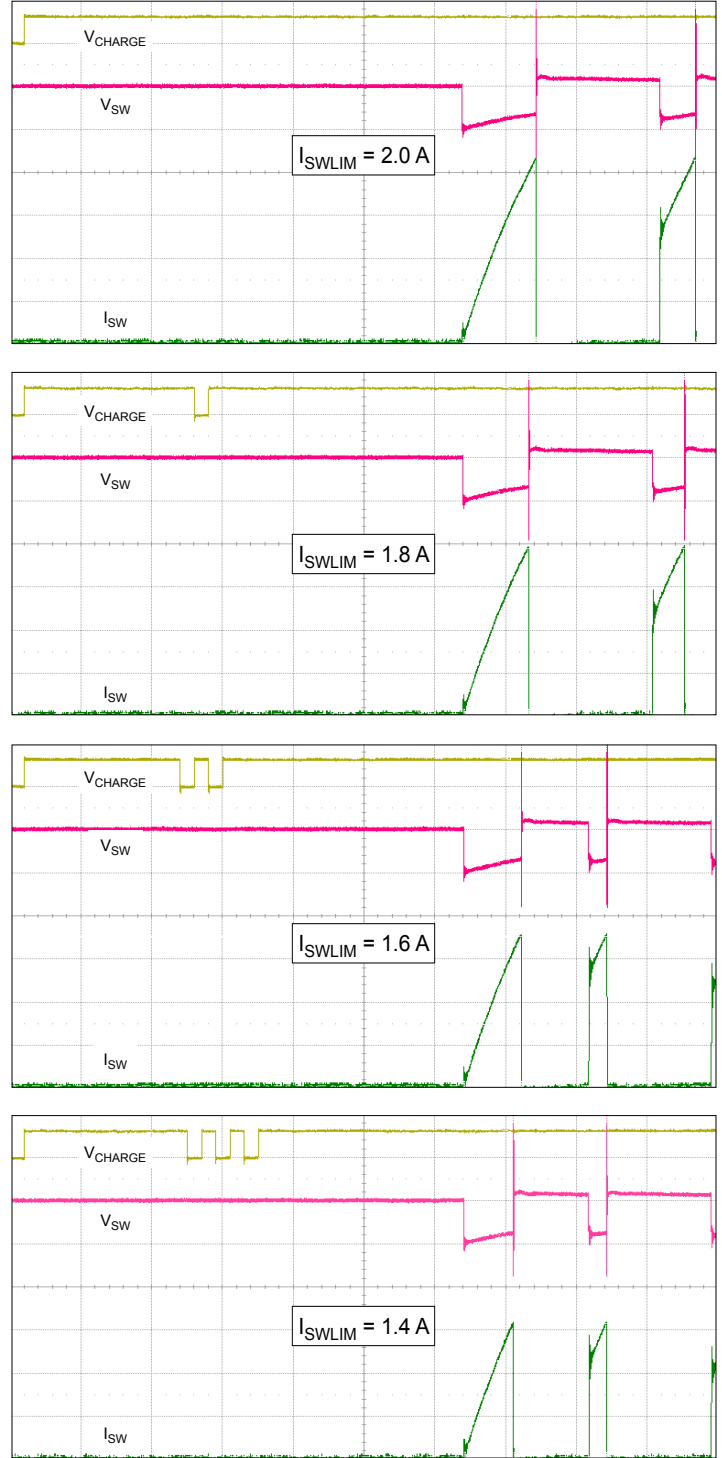 VCHARGE
VSW
ISWLIM = 2.0 A
ISW
VCHARGE
VSW
ISWLIM = 1.8 A
ISW
VCHARGE
VSW
ISWLIM = 1.6 A
ISW
VCHARGE
VSW
ISWLIM = 1.4 A
ISW